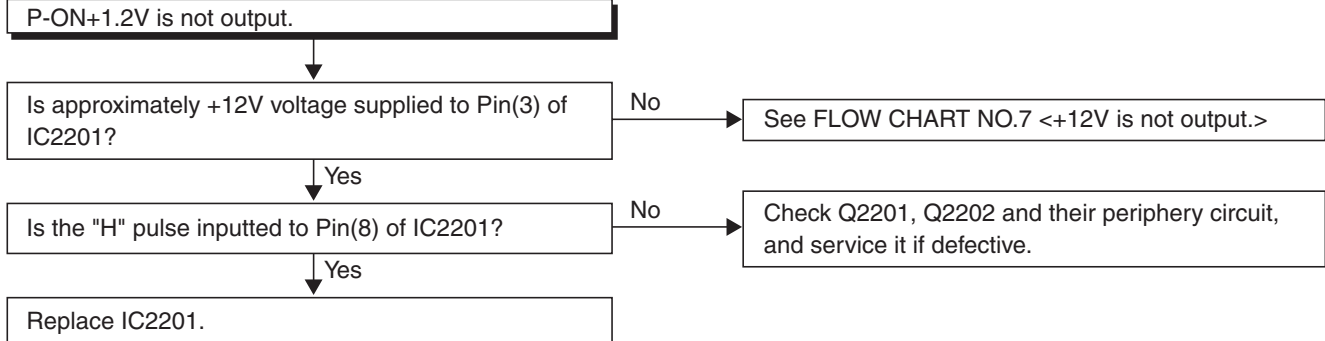 P-ON+1.2V is not output.
Is approximately +12V voltage supplied to Pin(3) of
IC2201?
No
See FLOW CHART NO.7 <+12V is not output.>
Yes
Is the "H" pulse inputted to Pin(8) of IC2201?
No
Check Q2201, Q2202 and their periphery circuit,
and service it if defective.
Yes
Replace IC2201.